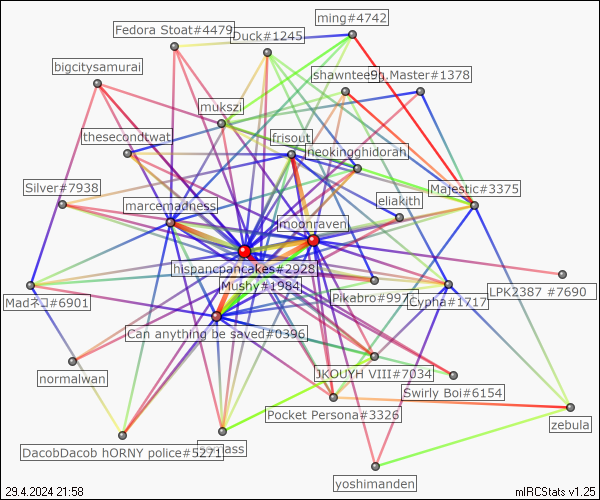 ming#4742
Fedora Stoat#4479
Duck#1245
bigcitysamurai
shawntee
g.Master#1378
mukszi
thesecondtwat
frisout
neokingghidorah
Silver#7938
Majestic#3375
marcemadness
eliakith
moonraven
hispancpancakes#2928
Mushy#1984
LPK2387 #7690
Madネコ#6901
Pikabro#997
Cypha#1717
Can anything be saved#0396
JKOUYH VIII#7034
normalwan
Swirly Boi#6154
Pocket Persona#3326
zebula
DacobDacob hORNY police#5271
ass
yoshimanden
29.4.2024 21:58
mIRCStats v1.25